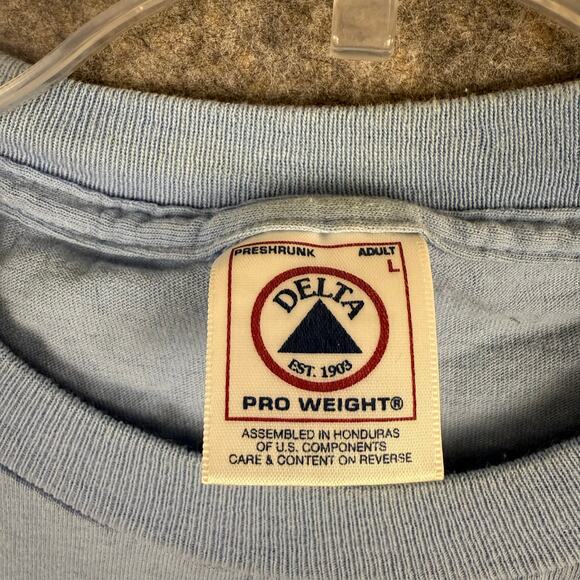 PRESHRUNK ADULT
L
DELTA
EST. 1903
PRO WEIGHT®
ASSEMBLED IN HONDURAS
OF U.S. COMPONENTS
CARE & CONTENT ON REVERSE